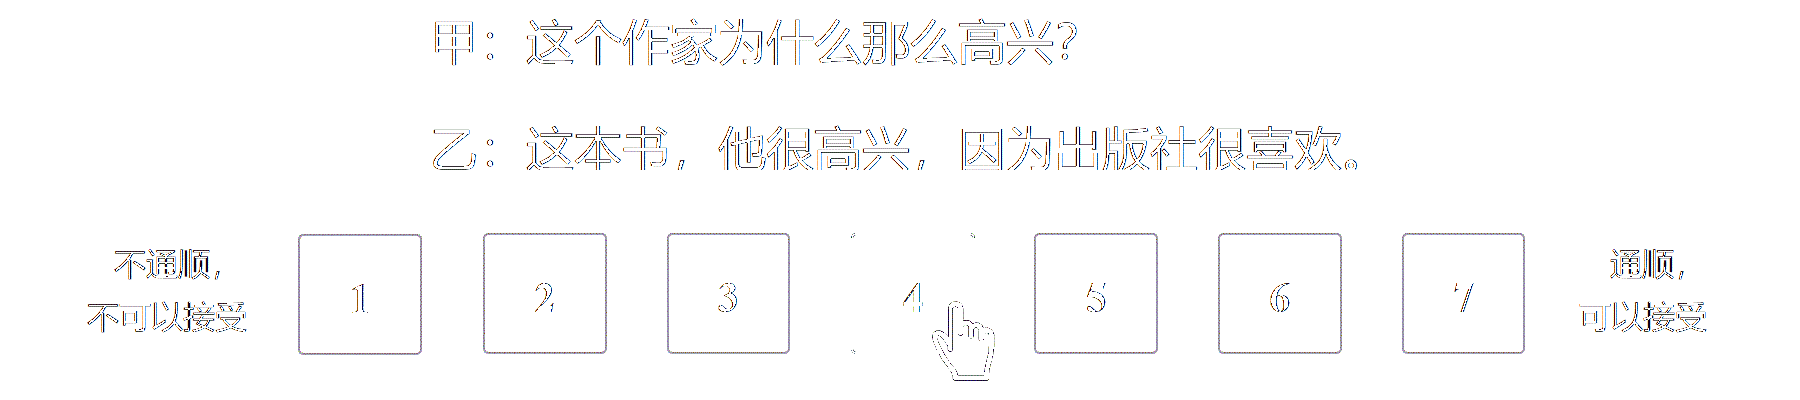 甲：这个作家为什么那么高兴？
乙：这本书，他很高兴，因为出版社很喜欢。
不通顺，
不可以接受
1 2 3 4 5 6 7
通顺，
可以接受